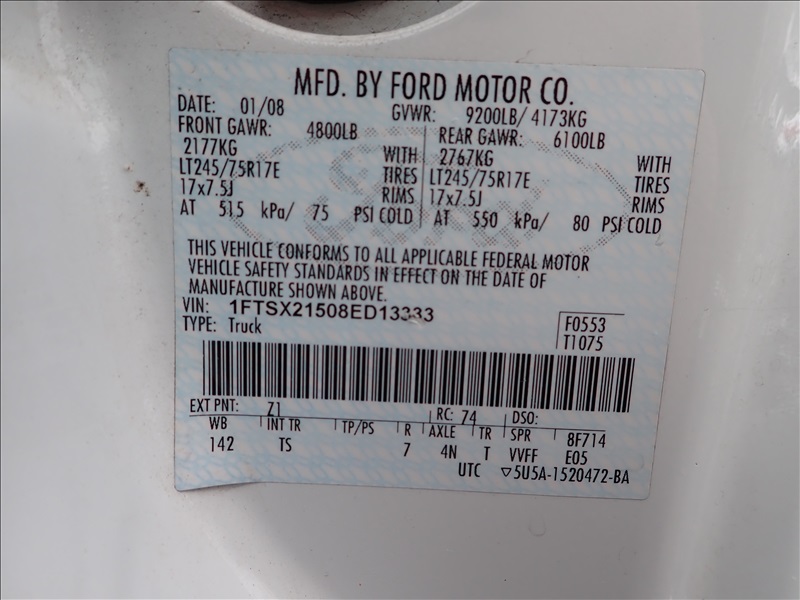 MFD. BY FORD MOTOR CO.
DATE: 01/08 GVWR: 9200LB/ 4173KG
FRONT GAWR: 4800LB REAR GAWR: 6100LB
2177KG WITH 2767KG WITH
LT245/75R17E TIRES LT245/75R17E TIRES
17x7.5J RIMS 17x7.5J RIMS
AT 515 kPa/ 75 PSI COLD AT 550 kPa/ 80 PSI COLD
THIS VEHICLE CONFORMS TO ALL APPLICABLE FEDERAL MOTOR
VEHICLE SAFETY STANDARDS IN EFFECT ON THE DATE OF
MANUFACTURE SHOWN ABOVE.
VIN: 1FTSX21508ED13333
TYPE: Truck
F0553
T1075
EXT PNT: Z1 RC: 74 DSO:
WB INT TR TP/PS R AXLE TR SPR 8F714
142 TS 7 4N T VVFF E05
UTC ▽5U5A-1520472-BA